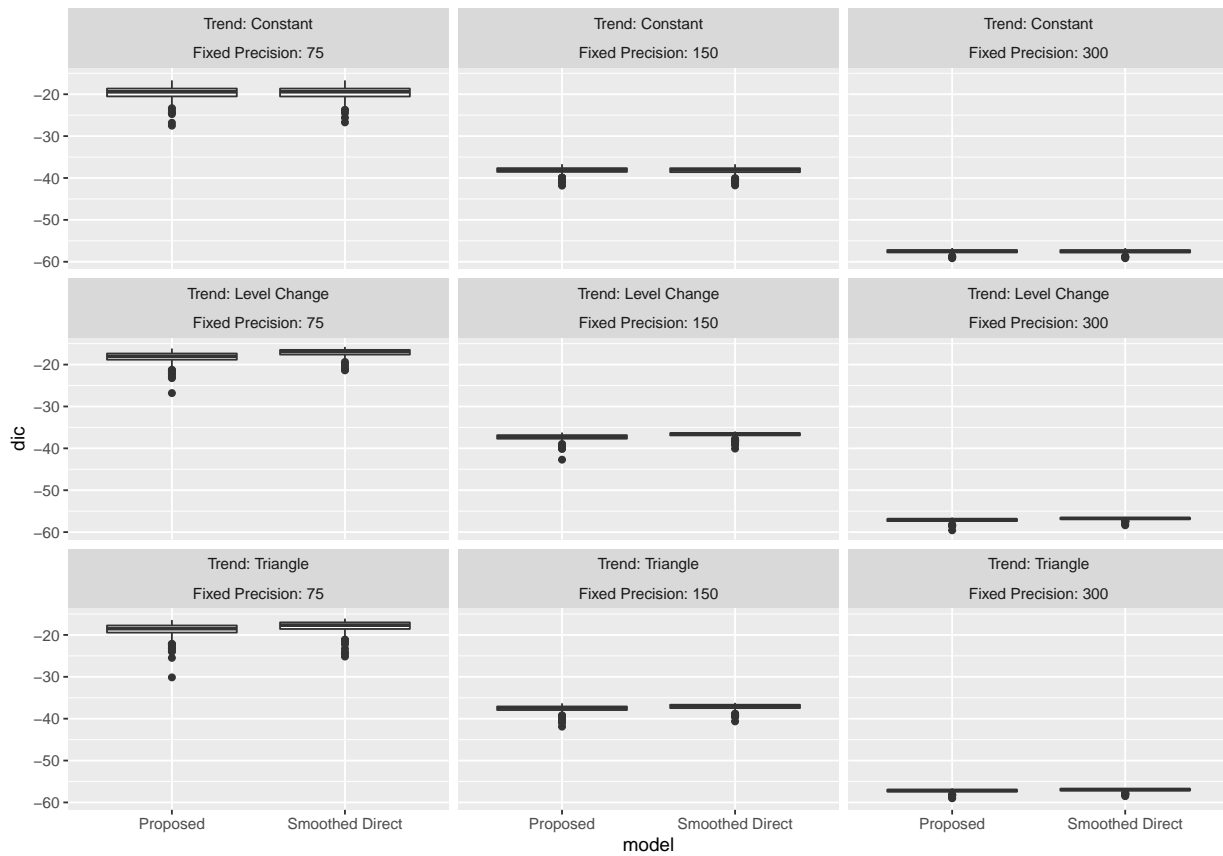 Trend: Constant
Fixed Precision: 75
Trend: Constant
Fixed Precision: 150
Trend: Constant
Fixed Precision: 300
−20
−30
−40
−50
−60
Trend: Level Change
Fixed Precision: 75
Trend: Level Change
Fixed Precision: 150
Trend: Level Change
Fixed Precision: 300
−20
−30
−40
−50
−60
dic
Trend: Triangle
Fixed Precision: 75
Trend: Triangle
Fixed Precision: 150
Trend: Triangle
Fixed Precision: 300
−20
−30
−40
−50
−60
Proposed
Smoothed Direct
Proposed
Smoothed Direct
Proposed
Smoothed Direct
model